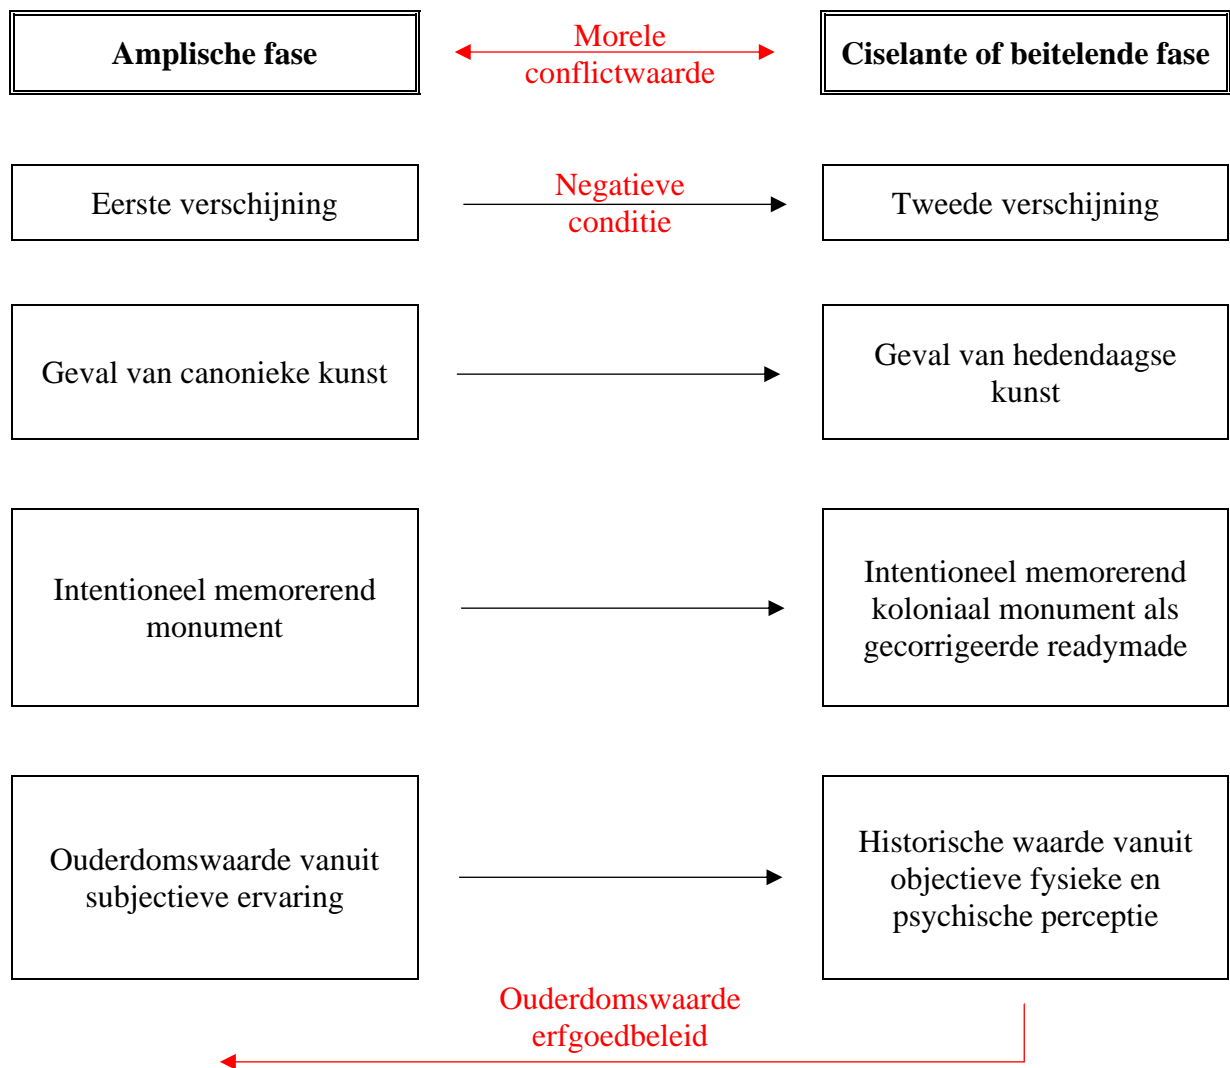 Amplische fase
Morele
conflictwaarde
Ciselante of beitelende fase
Eerste verschijning
Negatieve
conditie
Tweede verschijning
Geval van canonieke kunst
Geval van hedendaagse
kunst
Intentioneel memorerend
monument
Intentioneel memorerend
koloniaal monument als
gecorrigeerde readymade
Ouderdomswaarde vanuit
subjectieve ervaring
Historische waarde vanuit
objectieve fysieke en
psychische perceptie
Ouderdomswaarde
erfgoedbeleid